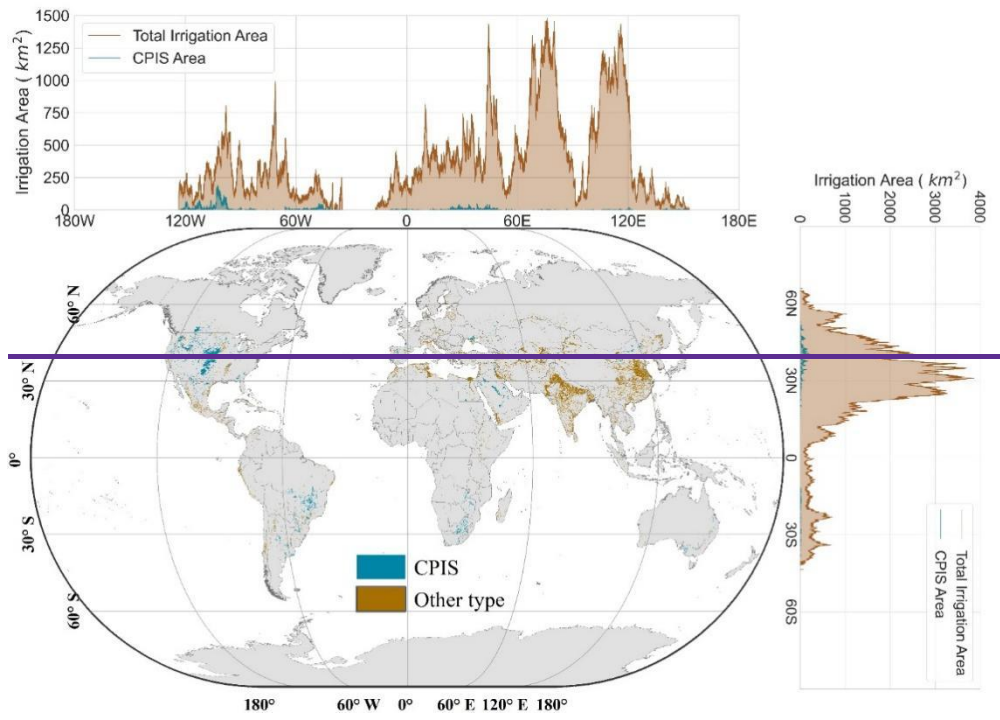 1500
1250
1000
750
500
250
0
Irrigation Area ( km²)
Total Irrigation Area
CPIS Area
180W
120W
60W
0
60E
120E
180E
Irrigation Area ( km²)
0
1000
2000
3000
4000
60N
30N
0
30S
60S
Total Irrigation Area
CPIS Area
60° N
30° N
0°
30° S
60° S
CPIS
Other type
180° 60° W 0° 60° E 120° E 180°